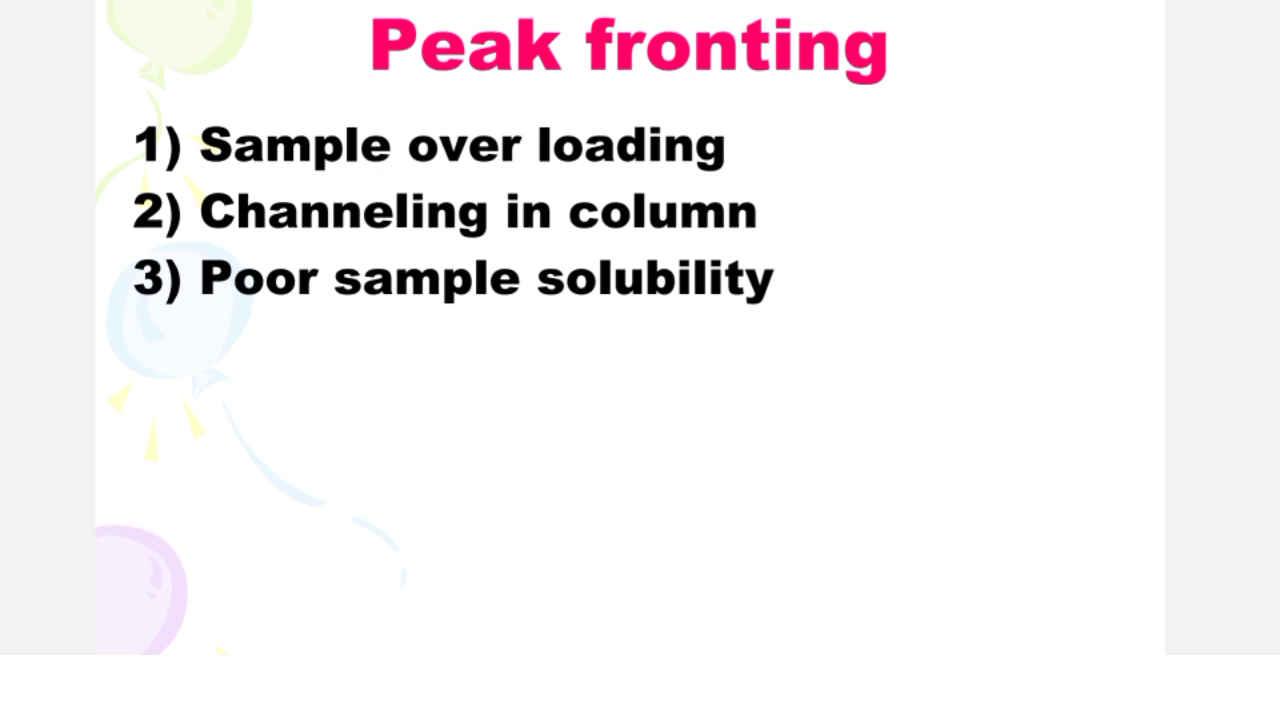 Peak fronting
1) Sample over loading
2) Channeling in column
3) Poor sample solubility